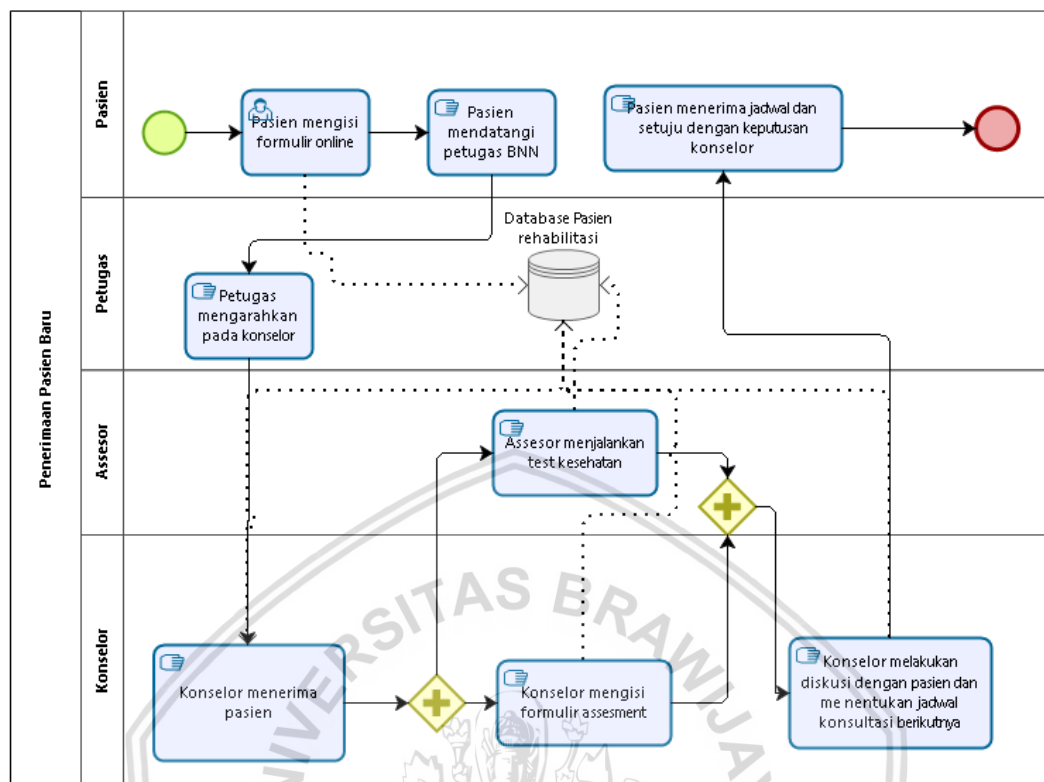 Penerimaan Pasien Baru
Pasien
Pasien mengisi
formulir online
Pasien
mendatangi
petugas BNN
Pasien menerima jadwal dan
setuju dengan keputusan
konselor
Petugas
Database Pasien
rehabilitasi
Petugas
mengarahkan
pada konselor
Assesor
Assesor menjalankan
test kesehatan
Konselor
Konselor menerima
pasien
Konselor mengisi
formulir assesment
Konselor melakukan
diskusi dengan pasien dan
me nentukan jadwal
konsultasi berikutnya
UNIVERSITAS BRAWIJAYA